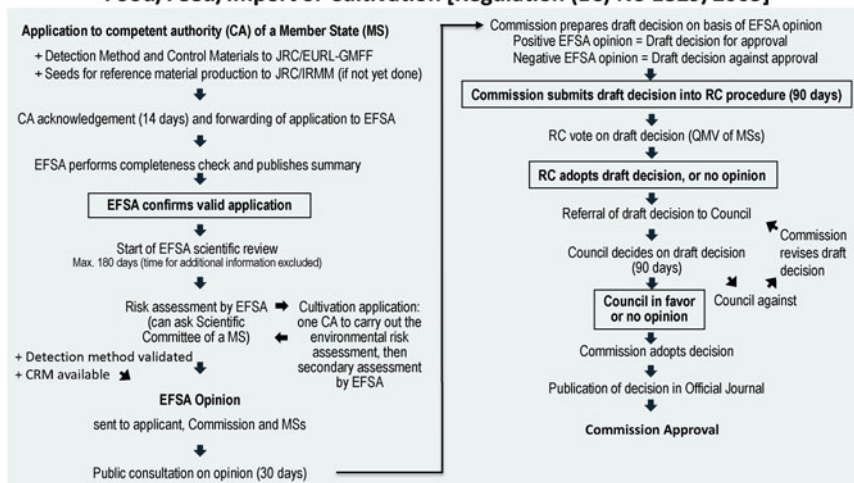 Food/Feed/Import or Cultivation [Regulation (EC) No 1829/2003]
Application to competent authority (CA) of a Member State (MS)
+ Detection Method and Control Materials to JRC/EURL-GMFF
+ Seeds for reference material production to JRC/IRMM (if not yet done)
CA acknowledgement (14 days) and forwarding of application to EFSA
EFSA performs completeness check and publishes summary
EFSA confirms valid application
Start of EFSA scientific review
Max. 180 days (time for additional information excluded)
Risk assessment by EFSA
(can ask Scientific
Committee of a MS)
Cultivation application:
one CA to carry out the
environmental risk
assessment, then
secondary assessment
by EFSA
+ Detection method validated
+ CRM available
EFSA Opinion
sent to applicant, Commission and MSs
Public consultation on opinion (30 days)
Commission prepares draft decision on basis of EFSA opinion
Positive EFSA opinion = Draft decision for approval
Negative EFSA opinion = Draft decision against approval
Commission submits draft decision into RC procedure (90 days)
RC vote on draft decision (QMV of MSs)
RC adopts draft decision, or no opinion
Referral of draft decision to Council
Council decides on draft decision
(90 days)
Commission
revises draft
decision
Council against
Council in favor
or no opinion
Commission adopts decision
Publication of decision in Official Journal
Commission Approval